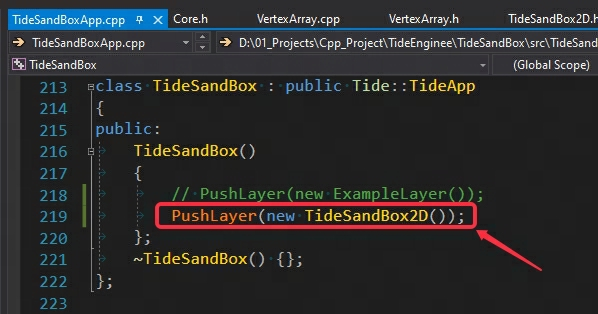 TideSandBoxApp.cpp Core.h VertexArray.cpp VertexArray.h TideSandBox2D.h
TideSandBoxApp.cpp D:\01_Projects\Cpp_Project\TideEnginee\TideSandBox\src\TideSandBox
TideSandBox (Global Scope)
213 class TideSandBox : public Tide::TideApp
214 {
215 public:
216 TideSandBox()
217 {
218 // PushLayer(new ExampleLayer());
219 PushLayer(new TideSandBox2D());
220 };
221 ~TideSandBox() {};
222 };
223